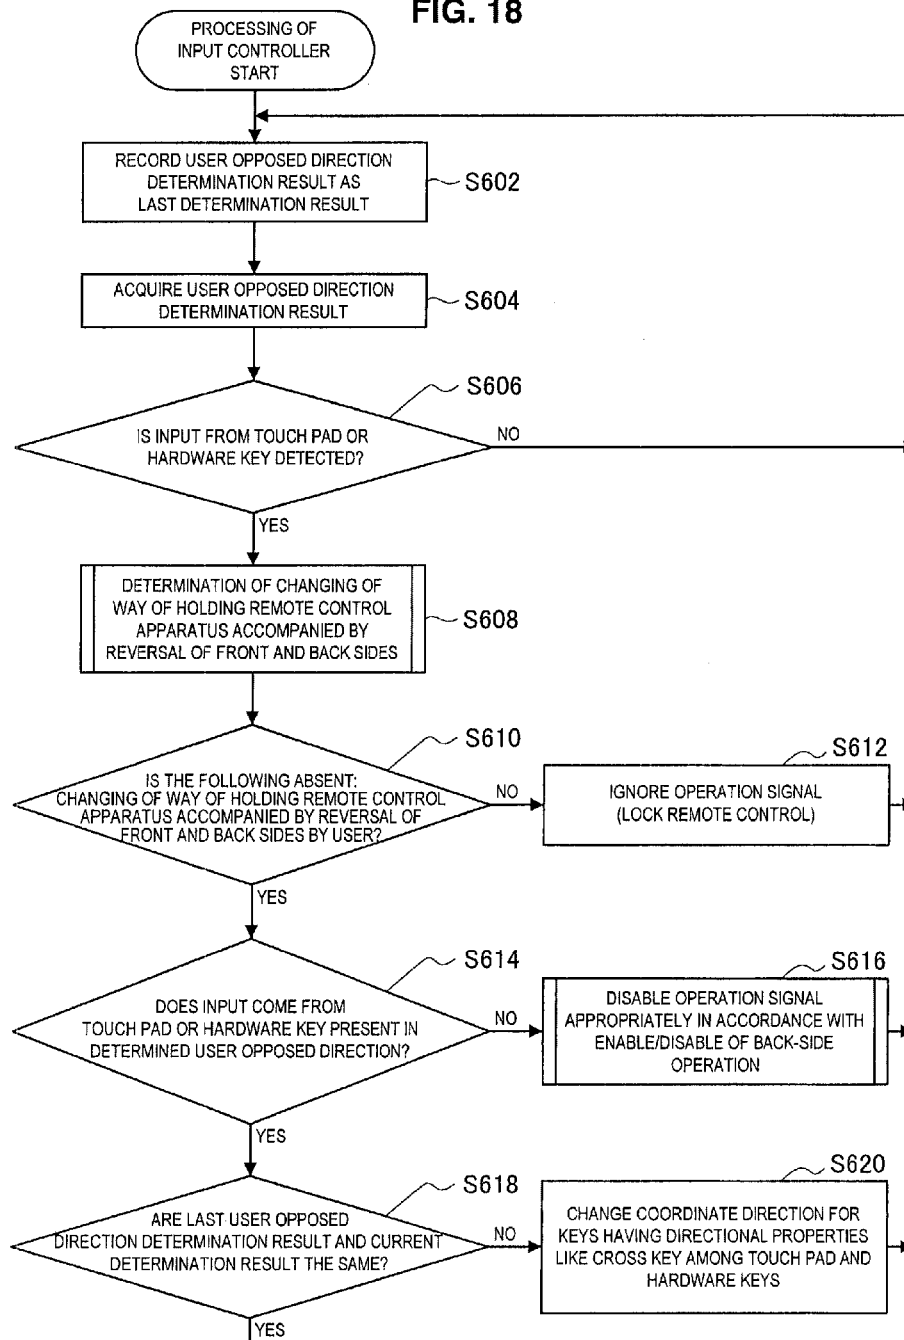 FIG. 18
PROCESSING OF
INPUT CONTROLLER
START
RECORD USER OPPOSED DIRECTION
DETERMINATION RESULT AS
LAST DETERMINATION RESULT
S602
ACQUIRE USER OPPOSED DIRECTION
DETERMINATION RESULT
S604
S606
IS INPUT FROM TOUCH PAD OR
HARDWARE KEY DETECTED?
NO
YES
DETERMINATION OF CHANGING OF
WAY OF HOLDING REMOTE CONTROL
APPARATUS ACCOMPANIED BY
REVERSAL OF FRONT AND BACK SIDES
S608
S610
IS THE FOLLOWING ABSENT:
CHANGING OF WAY OF HOLDING REMOTE CONTROL
APPARATUS ACCOMPANIED BY REVERSAL OF
FRONT AND BACK SIDES BY USER?
NO
S612
IGNORE OPERATION SIGNAL
(LOCK REMOTE CONTROL)
YES
S614
DOES INPUT COME FROM
TOUCH PAD OR HARDWARE KEY PRESENT IN
DETERMINED USER OPPOSED DIRECTION?
NO
S616
DISABLE OPERATION SIGNAL
APPROPRIATELY IN ACCORDANCE WITH
ENABLE/DISABLE OF BACK-SIDE
OPERATION
YES
S618
ARE LAST USER OPPOSED
DIRECTION DETERMINATION RESULT AND CURRENT
DETERMINATION RESULT THE SAME?
NO
S620
CHANGE COORDINATE DIRECTION FOR
KEYS HAVING DIRECTIONAL PROPERTIES
LIKE CROSS KEY AMONG TOUCH PAD AND
HARDWARE KEYS
YES